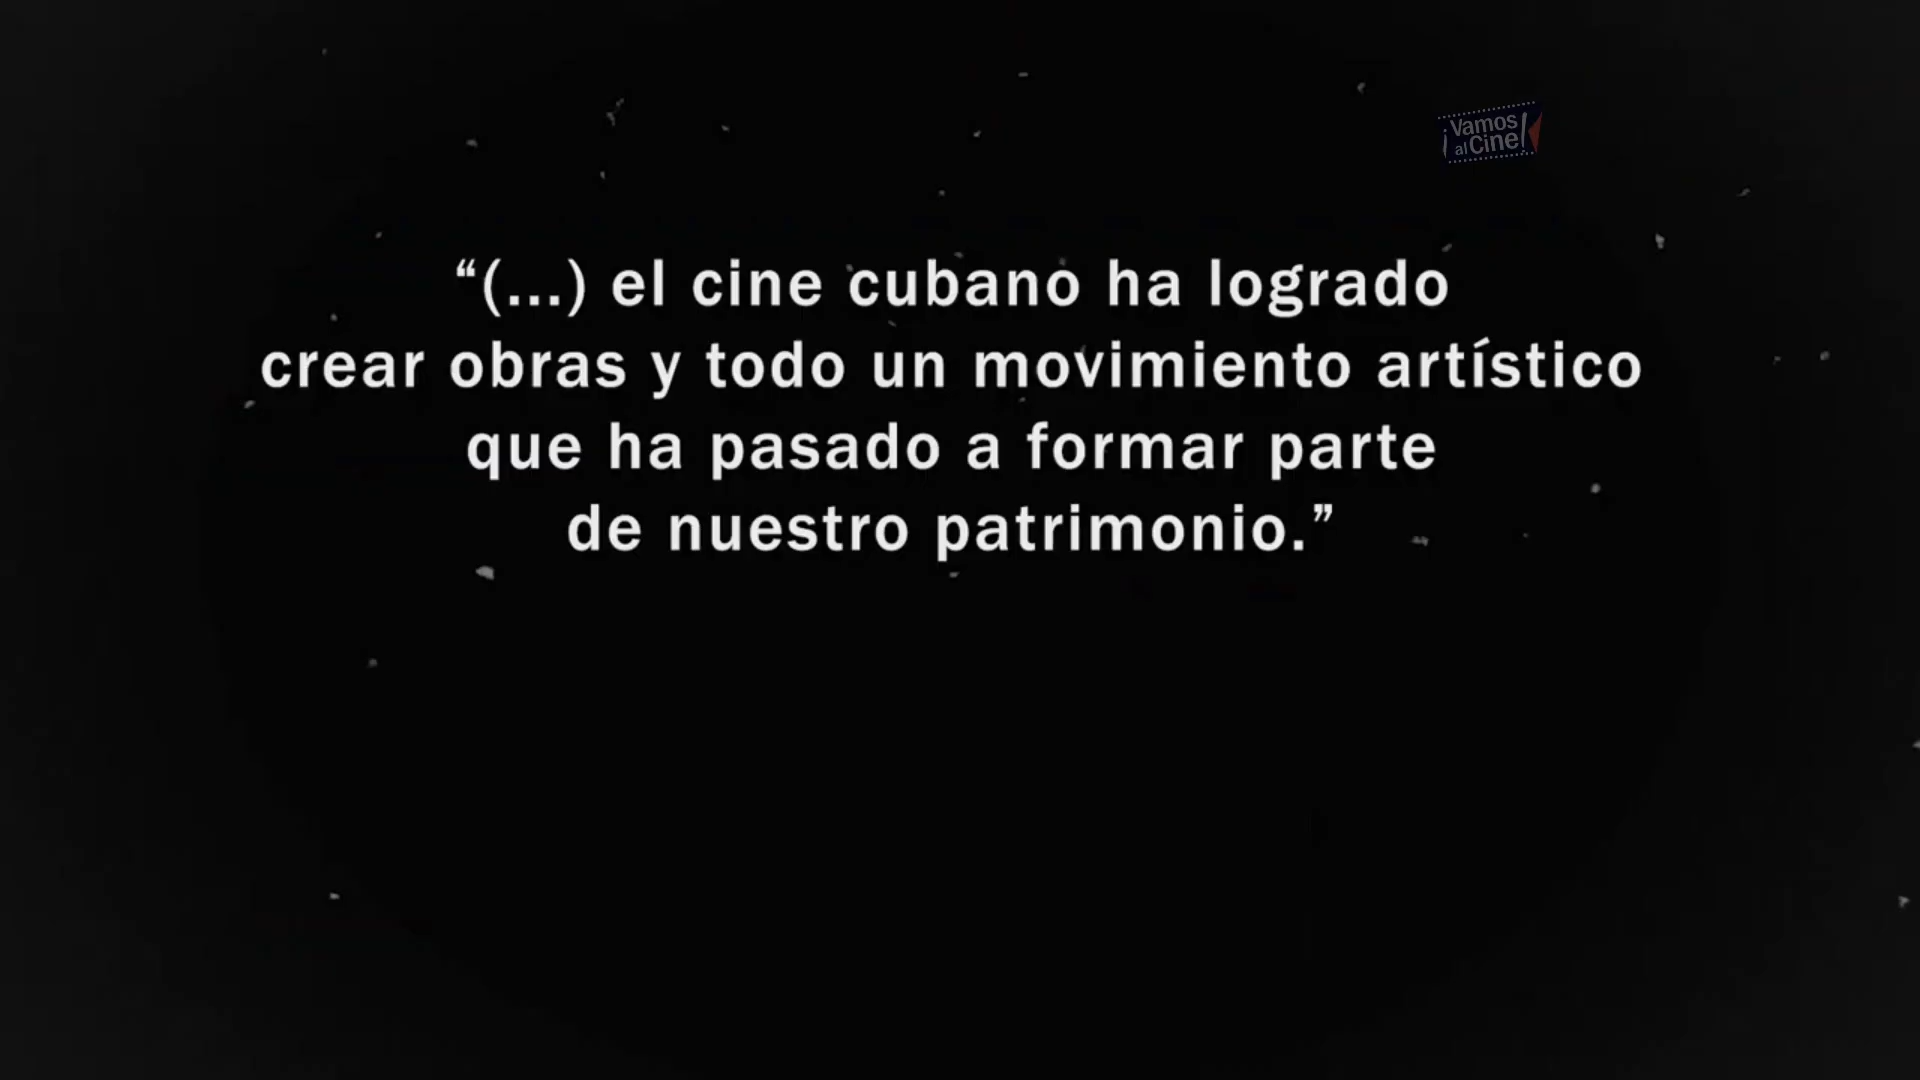 ¡Vamos
al Cine!
“(...) el cine cubano ha logrado
crear obras y todo un movimiento artístico
que ha pasado a formar parte
de nuestro patrimonio.”